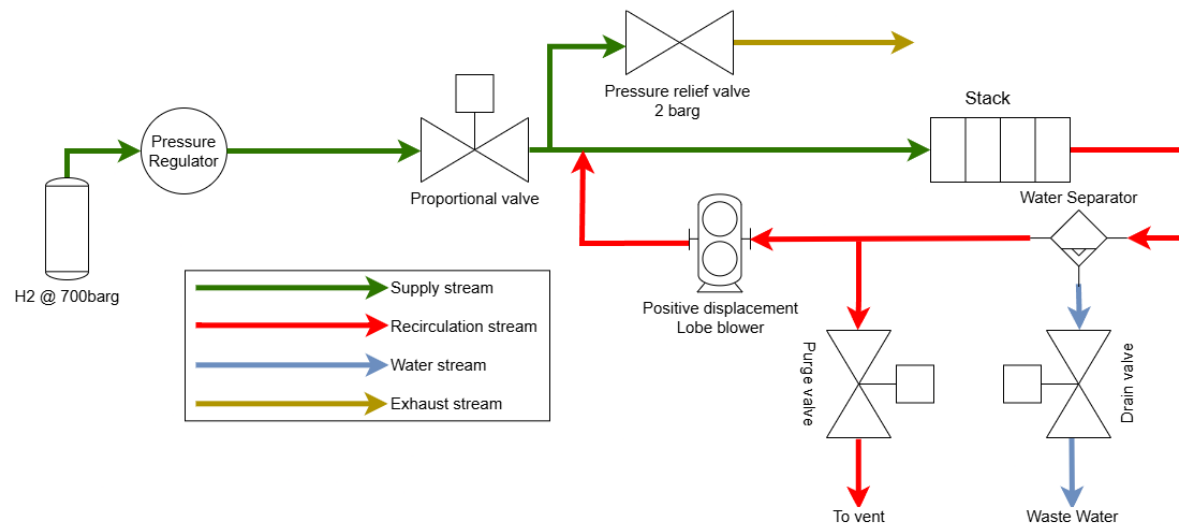 Pressure relief valve
2 barg
Stack
Pressure
Regulator
Proportional valve
Water Separator
H2 @ 700barg
Supply stream
Recirculation stream
Water stream
Exhaust stream
Positive displacement
Lobe blower
Purge valve
Drain valve
To vent
Waste Water